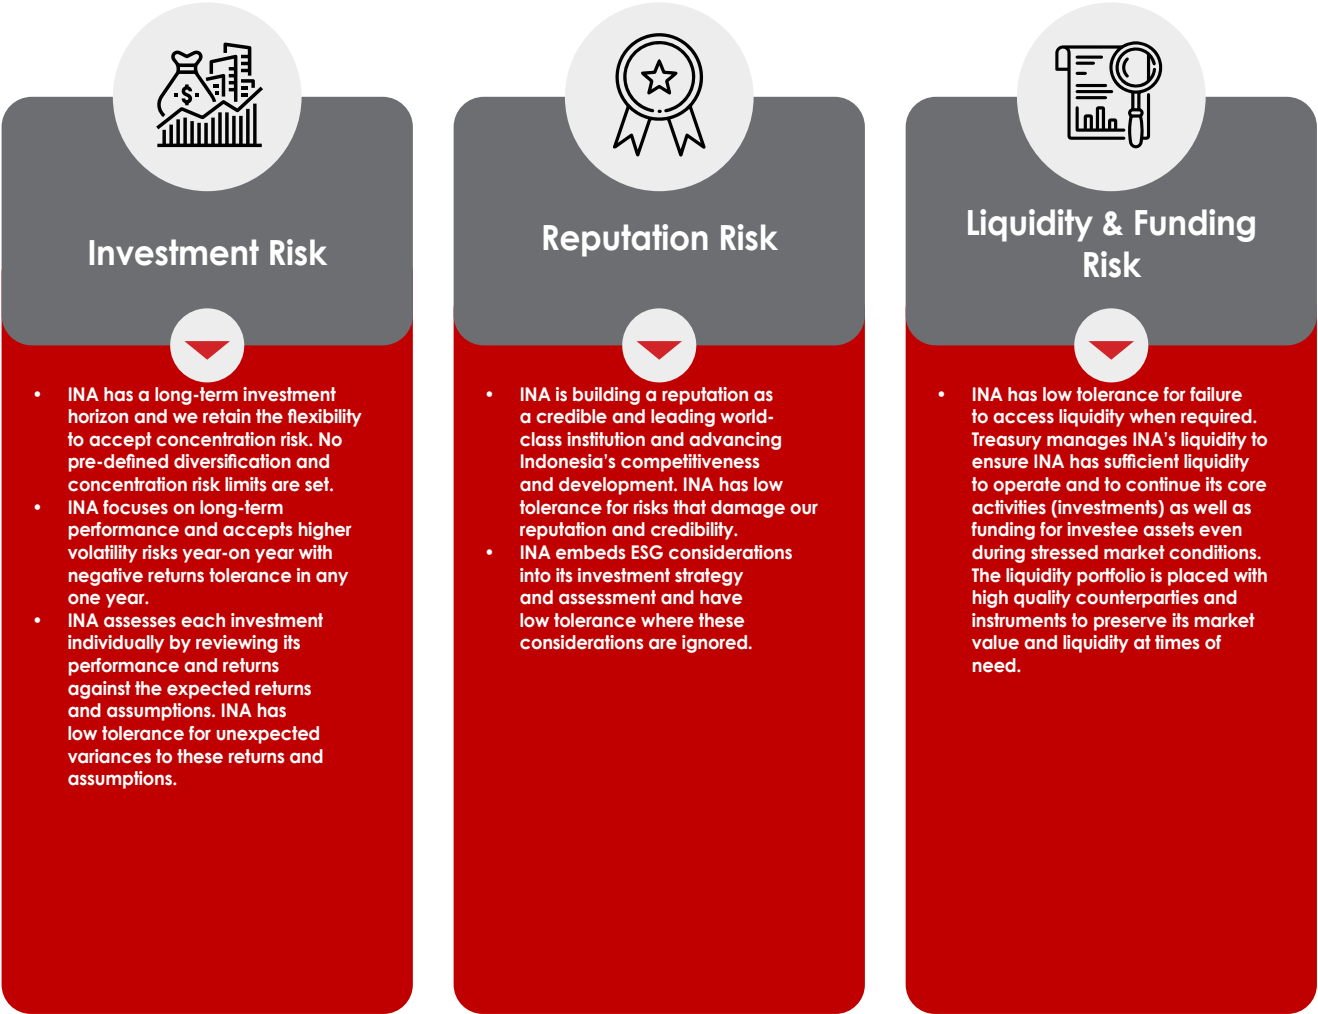 Investment Risk
• INA has a long-term investment
horizon and we retain the flexibility
to accept concentration risk. No
pre-defined diversification and
concentration risk limits are set.
• INA focuses on long-term
performance and accepts higher
volatility risks year-on year with
negative returns tolerance in any
one year.
• INA assesses each investment
individually by reviewing its
performance and returns
against the expected returns
and assumptions. INA has
low tolerance for unexpected
variances to these returns and
assumptions.
Reputation Risk
• INA is building a reputation as
a credible and leading world-
class institution and advancing
Indonesia’s competitiveness
and development. INA has low
tolerance for risks that damage our
reputation and credibility.
• INA embeds ESG considerations
into its investment strategy
and assessment and have
low tolerance where these
considerations are ignored.
Liquidity & Funding
Risk
• INA has low tolerance for failure
to access liquidity when required.
Treasury manages INA’s liquidity to
ensure INA has sufficient liquidity
to operate and to continue its core
activities (investments) as well as
funding for investee assets even
during stressed market conditions.
The liquidity portfolio is placed with
high quality counterparties and
instruments to preserve its market
value and liquidity at times of
need.